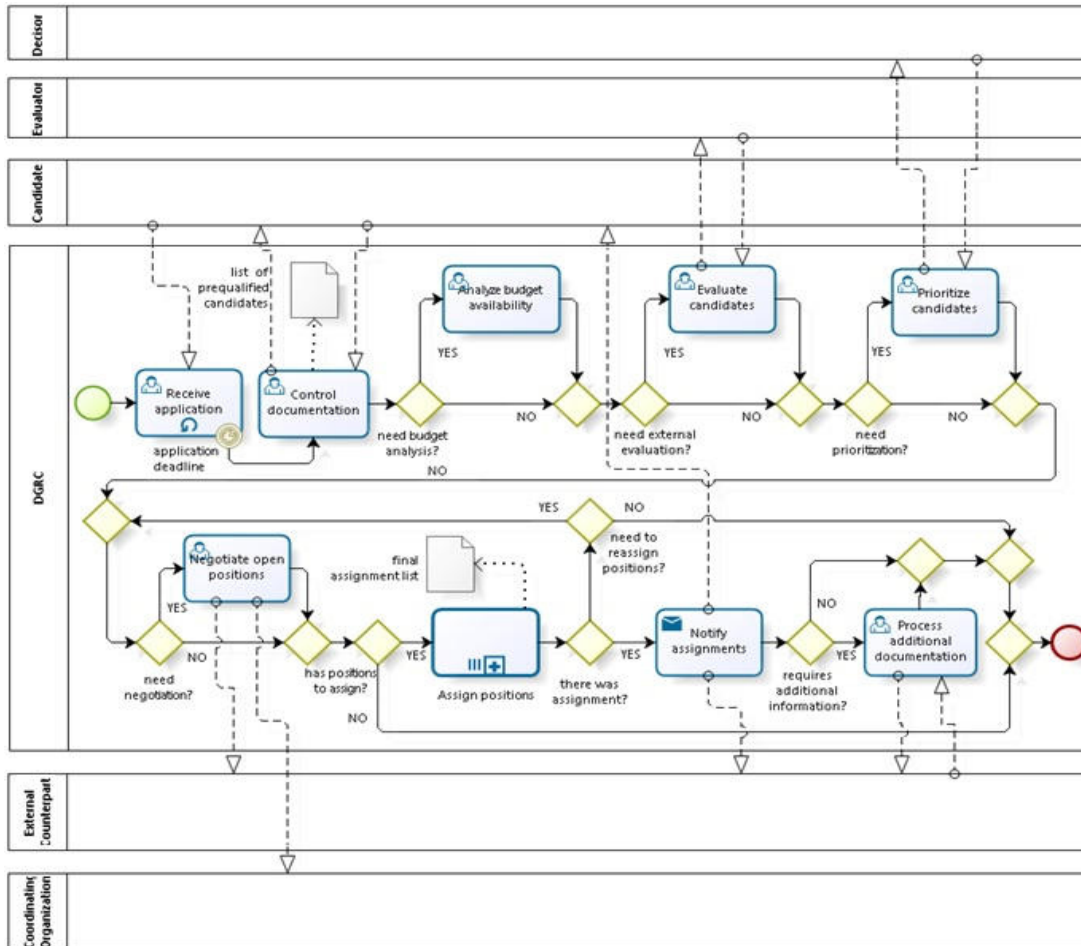 Decisor
Evaluator
Candidate
DGRC
list of
prequalified
candidates
Analyze budget
availability
Evaluate
candidates
Prioritize
candidates
YES
YES
YES
Receive
application
Control
documentation
NO
NO
NO
application
deadline
need budget
analysis?
need external
evaluation?
need
prioritization?
NO
YES
NO
Negotiate open
positions
final
assignment list
need to
reassign
positions?
YES
NO
YES
Notify
assignments
NO
Process
additional
documentation
NO
need
negotiation?
has positions
to assign?
Assign positions
YES
there was
assignment?
YES
requires
additional
information?
NO
External
Counterpart
Coordinating
Organization